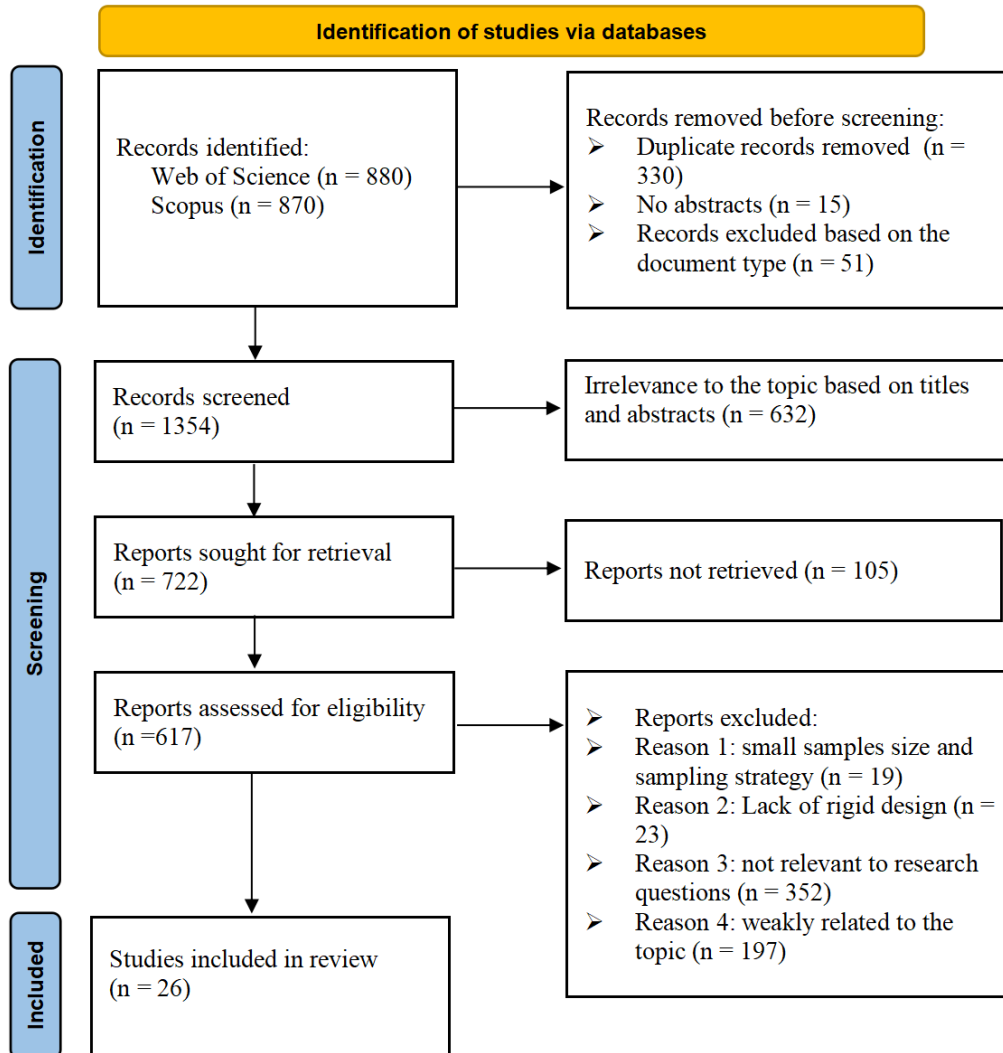 Identification of studies via databases
Identification
Records identified:
Web of Science (n = 880)
Scopus (n = 870)
Records removed before screening:
➢ Duplicate records removed (n =
330)
➢ No abstracts (n = 15)
➢ Records excluded based on the
document type (n = 51)
Screening
Records screened
(n = 1354)
Irrelevance to the topic based on titles
and abstracts (n = 632)
Reports sought for retrieval
(n = 722)
Reports not retrieved (n = 105)
Reports assessed for eligibility
(n =617)
➢ Reports excluded:
➢ Reason 1: small samples size and
sampling strategy (n = 19)
➢ Reason 2: Lack of rigid design (n =
23)
➢ Reason 3: not relevant to research
questions (n = 352)
➢ Reason 4: weakly related to the
topic (n = 197)
Included
Studies included in review
(n = 26)